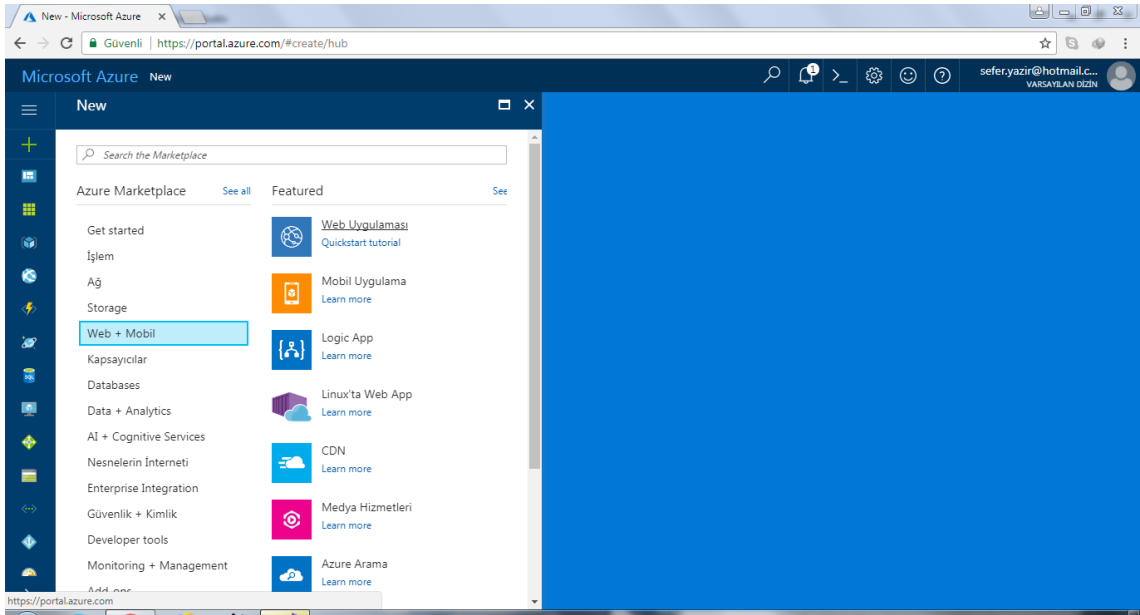 New - Microsoft Azure
Güvenli | https://portal.azure.com/#create/hub
Microsoft Azure New
1
sefer.yazir@hotmail.c...
VARSAYILAN DİZİN
New
Search the Marketplace
Azure Marketplace See all
Get started
İşlem
Ağ
Storage
Web + Mobil
Kapsayıcılar
Databases
Data + Analytics
AI + Cognitive Services
Nesnelerin İnterneti
Enterprise Integration
Güvenlik + Kimlik
Developer tools
Monitoring + Management
Add-ons
Featured See
Web Uygulaması
Quickstart tutorial
Mobil Uygulama
Learn more
Logic App
Learn more
Linux'ta Web App
Learn more
CDN
Learn more
Medya Hizmetleri
Learn more
Azure Arama
Learn more
SQL
https://portal.azure.com